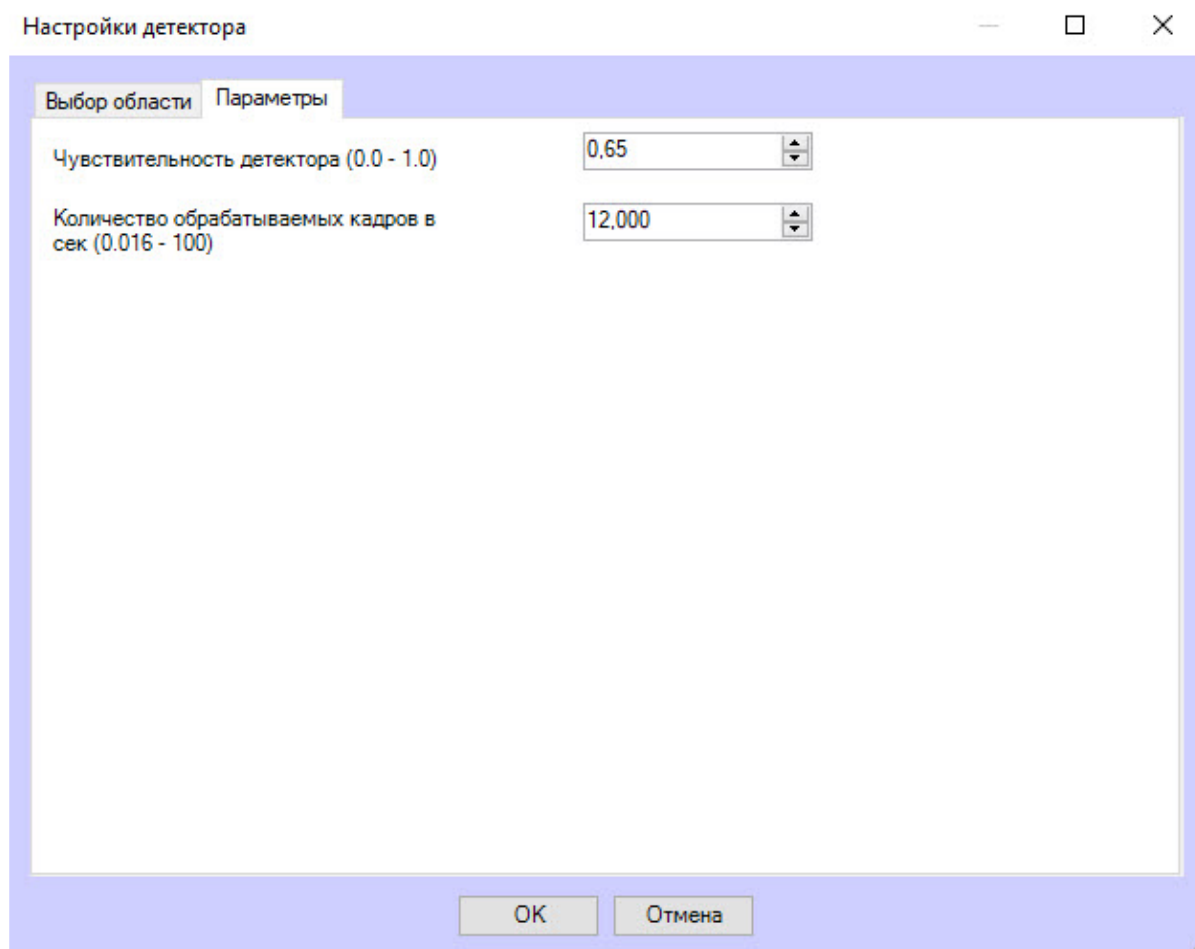 Настройки детектора
Выбор области
Параметры
Чувствительность детектора (0.0 - 1.0)
0,65
Количество обрабатываемых кадров в
сек (0.016 - 100)
12,000
OK
Отмена